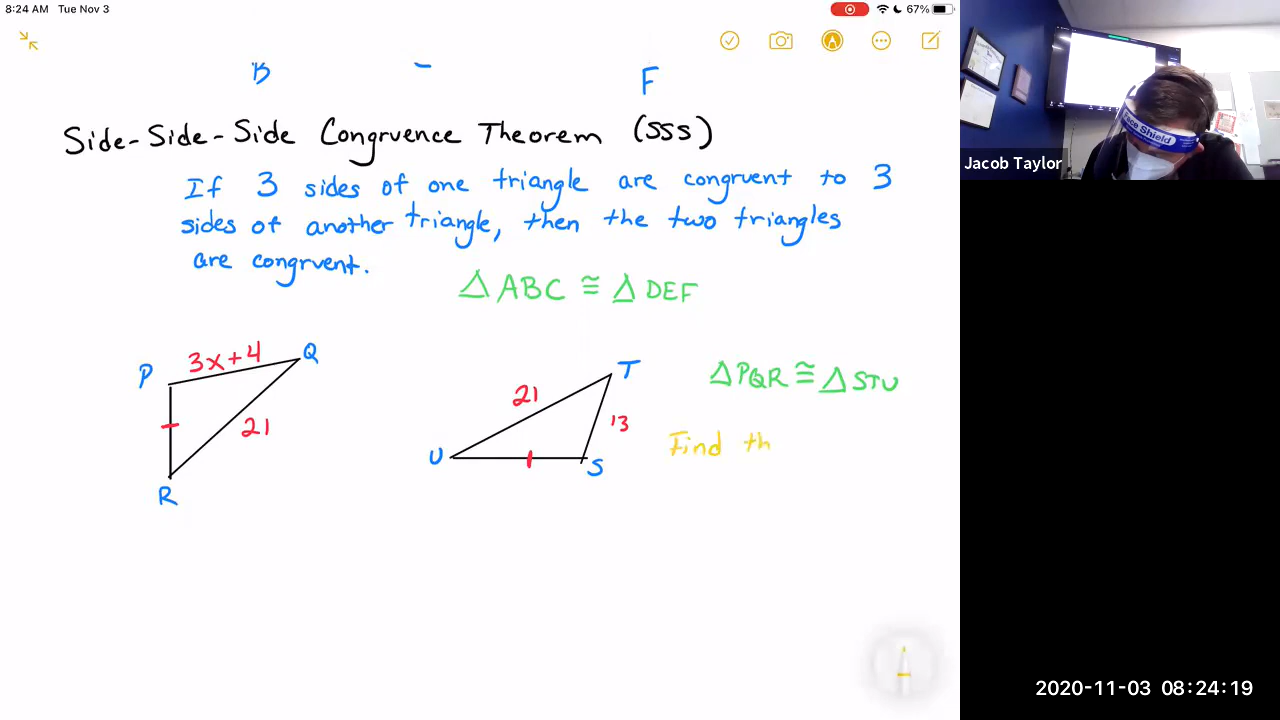 8:24 AM Tue Nov 3
67%
B
F
Side-Side-Side Congruence Theorem (SSS)
If 3 sides of one triangle are congruent to 3
sides of another triangle, then the two triangles
are congruent.
△ABC ≅ △DEF
P
3x+4
Q
21
R
T
21
13
U
S
△PQR ≅ △STU
Find th
Face Shield
Jacob Taylor
2020-11-03 08:24:19